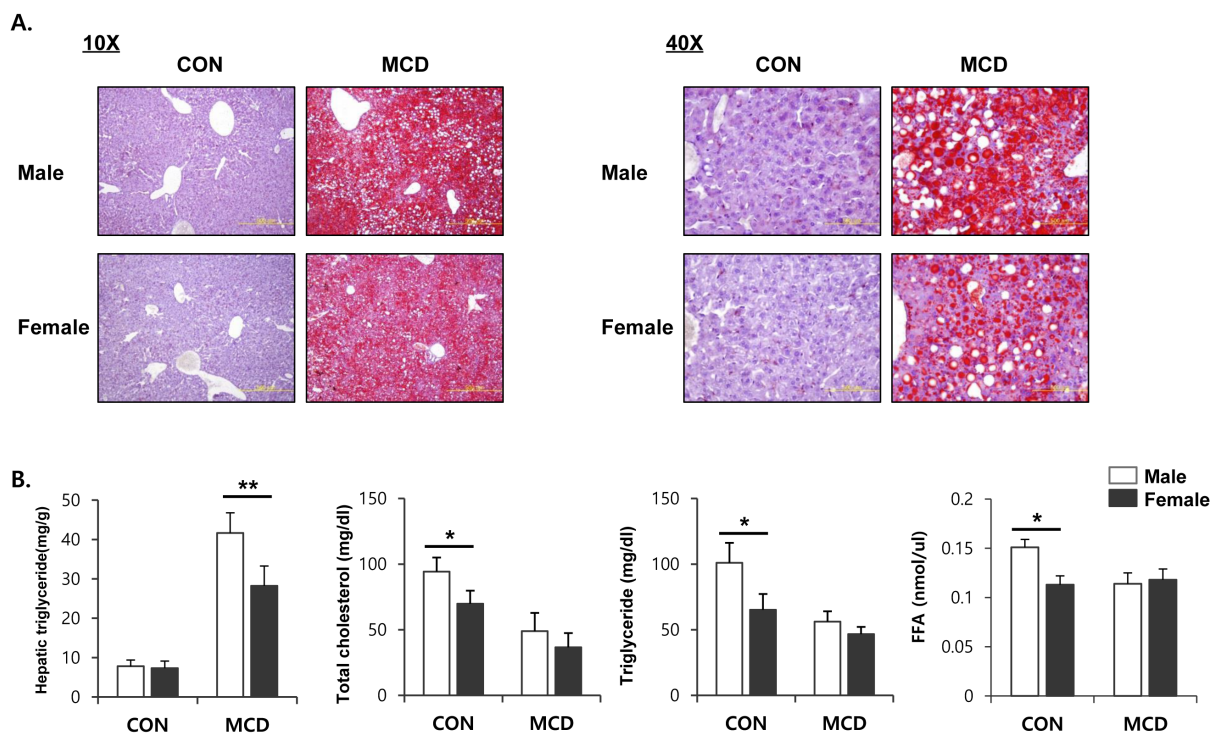 A.
10X
40X
CON
MCD
CON
MCD
Male
Male
Female
Female
B.
Male
Female
**
Hepatic triglyceride(mg/g)
50
40
30
20
10
0
CON
MCD
*
Total cholesterol (mg/dl)
150
100
50
0
CON
MCD
*
Triglyceride (mg/dl)
150
100
50
0
CON
MCD
*
FFA (nmol/ul)
0.2
0.15
0.1
0.05
0
CON
MCD